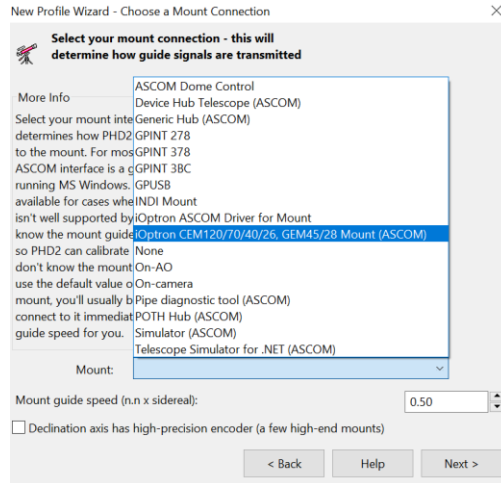 New Profile Wizard - Choose a Mount Connection
Select your mount connection - this will
determine how guide signals are transmitted
More Info
Select your mount inte
determines how PHD2
to the mount. For mos
ASCOM interface is a g
running MS Windows.
available for cases whe
isn't well supported by
know the mount guide
so PHD2 can calibrate
don't know the mount
use the default value o
mount, you'll usually b
connect to it immediat
guide speed for you.
ASCOM Dome Control
Device Hub Telescope (ASCOM)
Generic Hub (ASCOM)
GPINT 278
GPINT 378
GPINT 3BC
GPUSB
INDI Mount
iOptron ASCOM Driver for Mount
iOptron CEM120/70/40/26, GEM45/28 Mount (ASCOM)
None
On-AO
On-camera
Pipe diagnostic tool (ASCOM)
POTH Hub (ASCOM)
Simulator (ASCOM)
Telescope Simulator for .NET (ASCOM)
Mount:
Mount guide speed (n.n x sidereal):
0.50
Declination axis has high-precision encoder (a few high-end mounts)
< Back
Help
Next >